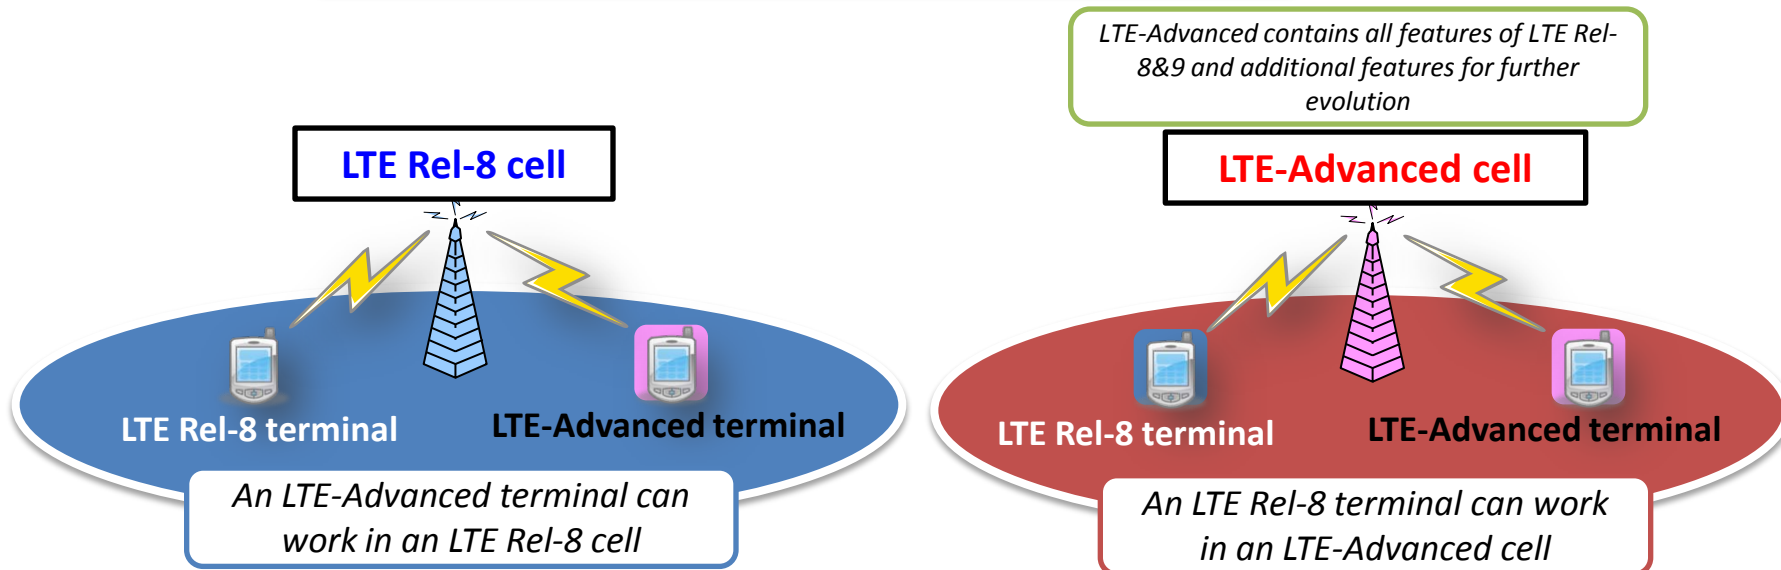 LTE-Advanced contains all features of LTE Rel-
8&9 and additional features for further
evolution
LTE Rel-8 cell
LTE-Advanced cell
LTE Rel-8 terminal
LTE-Advanced terminal
LTE Rel-8 terminal
LTE-Advanced terminal
An LTE-Advanced terminal can
work in an LTE Rel-8 cell
An LTE Rel-8 terminal can work
in an LTE-Advanced cell